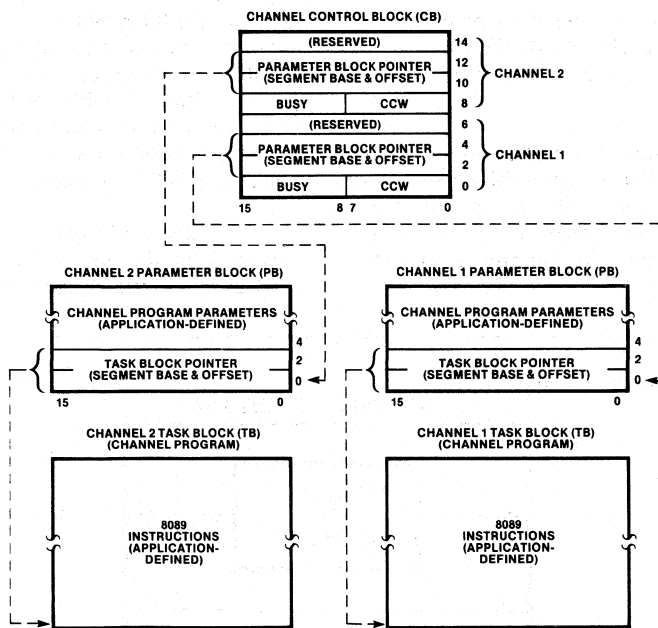 CHANNEL CONTROL BLOCK (CB)
(RESERVED) 14
PARAMETER BLOCK POINTER 12
(SEGMENT BASE & OFFSET) 10
CHANNEL 2
BUSY CCW 8
(RESERVED) 6
PARAMETER BLOCK POINTER 4
(SEGMENT BASE & OFFSET) 2
CHANNEL 1
BUSY CCW 0
15 8 7 0
CHANNEL 2 PARAMETER BLOCK (PB)
CHANNEL PROGRAM PARAMETERS
(APPLICATION-DEFINED)
4
TASK BLOCK POINTER 2
(SEGMENT BASE & OFFSET) 0
15 0
CHANNEL 1 PARAMETER BLOCK (PB)
CHANNEL PROGRAM PARAMETERS
(APPLICATION-DEFINED)
4
TASK BLOCK POINTER 2
(SEGMENT BASE & OFFSET) 0
15 0
CHANNEL 2 TASK BLOCK (TB)
(CHANNEL PROGRAM)
8089
INSTRUCTIONS
(APPLICATION-
DEFINED)
CHANNEL 1 TASK BLOCK (TB)
(CHANNEL PROGRAM)
8089
INSTRUCTIONS
(APPLICATION-
DEFINED)